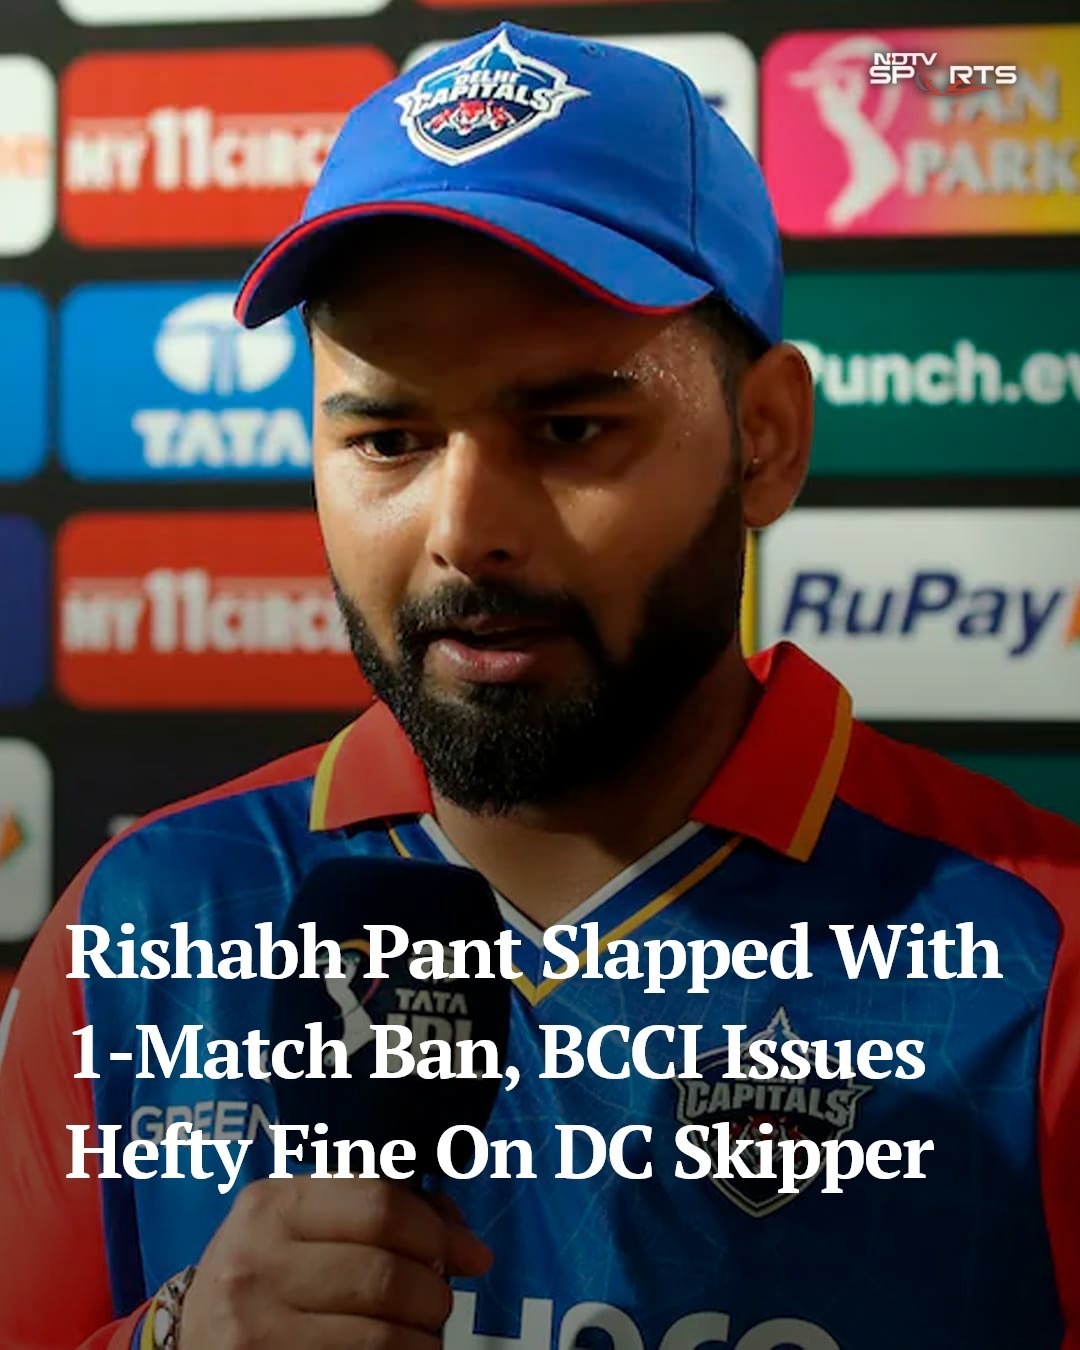 NDTV
SPORTS
DELHI
CAPITALS
MY11CIRC
FAN
PARK
TATA
Punch.ev
MY11CIRC
RuPay
Rishabh Pant Slapped With
TATA
IPL
1-Match Ban, BCCI Issues
CAPITALS
GREEN
Hefty Fine On DC Skipper